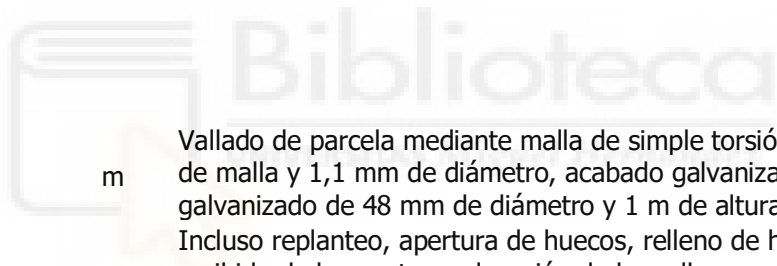 Biblioteca
Vallado de parcela mediante malla de simple torsió
m
de malla y 1,1 mm de diámetro, acabado galvaniza
galvanizado de 48 mm de diámetro y 1 m de altura
Incluso replanteo, apertura de huecos, relleno de h